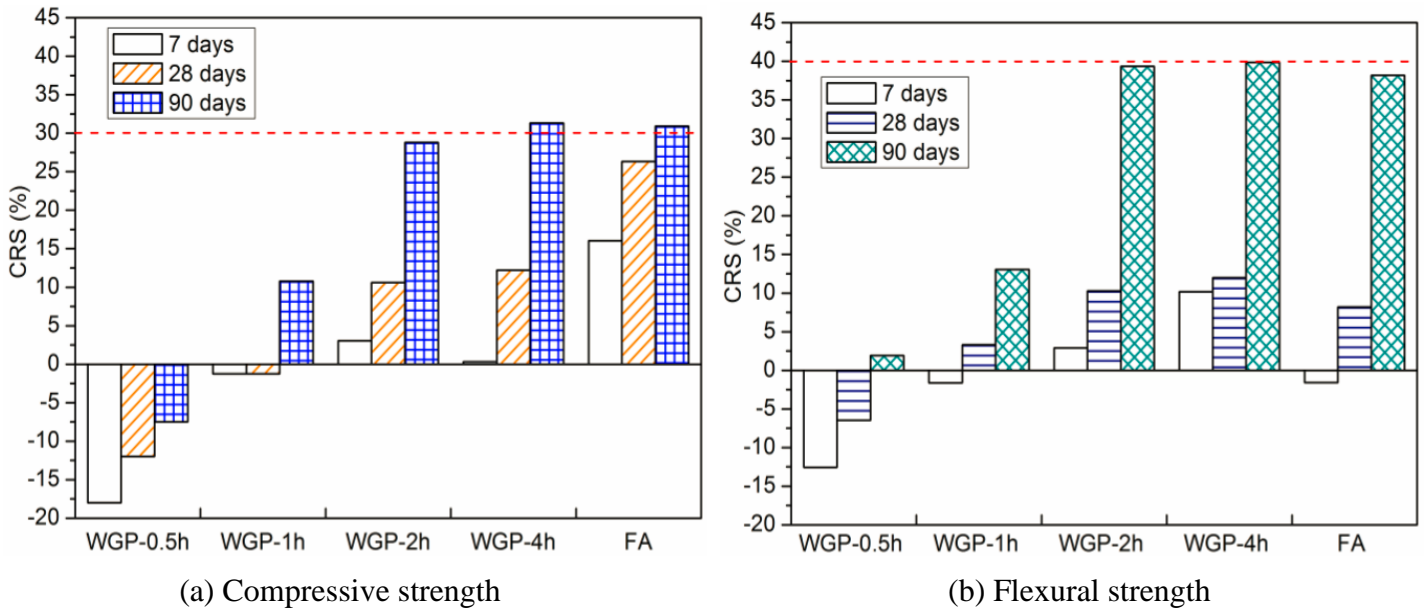 45
40
35
30
25
20
15
10
5
0
-5
-10
-15
-20
CRS (%)
7 days
28 days
90 days
WGP-0.5h WGP-1h WGP-2h WGP-4h FA
(a) Compressive strength
45
40
35
30
25
20
15
10
5
0
-5
-10
-15
-20
CRS (%)
7 days
28 days
90 days
WGP-0.5h WGP-1h WGP-2h WGP-4h FA
(b) Flexural strength